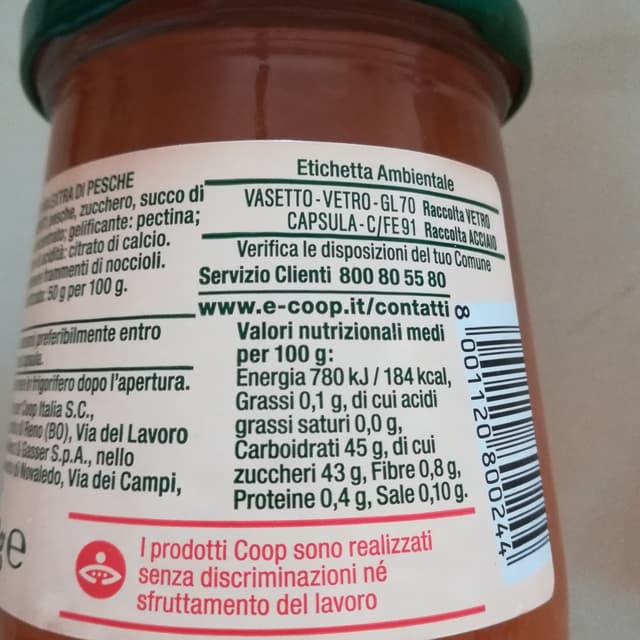 EXTRA DI PESCHE
pesche, zucchero, succo di
gelificante: pectina;
citrato di calcio.
frammenti di noccioli.
50 g per 100 g.
preferibilmente entro
frigorifero dopo l'apertura.
Coop Italia S.C.,
Reno (BO), Via del Lavoro
Gasser S.p.A., nello
Novaledo, Via dei Campi,
e
Etichetta Ambientale
VASETTO-VETRO-GL70 Raccolta VETRO
CAPSULA-C/FE91 Raccolta ACCIAIO
Verifica le disposizioni del tuo Comune
Servizio Clienti 800 80 55 80
www.e-coop.it/contatti
Valori nutrizionali medi
per 100 g:
Energia 780 kJ / 184 kcal,
Grassi 0,1 g, di cui acidi
grassi saturi 0,0 g,
Carboidrati 45 g, di cui
zuccheri 43 g, Fibre 0,8 g,
Proteine 0,4 g, Sale 0,10 g.
8 001120 800244
I prodotti Coop sono realizzati
senza discriminazioni né
sfruttamento del lavoro